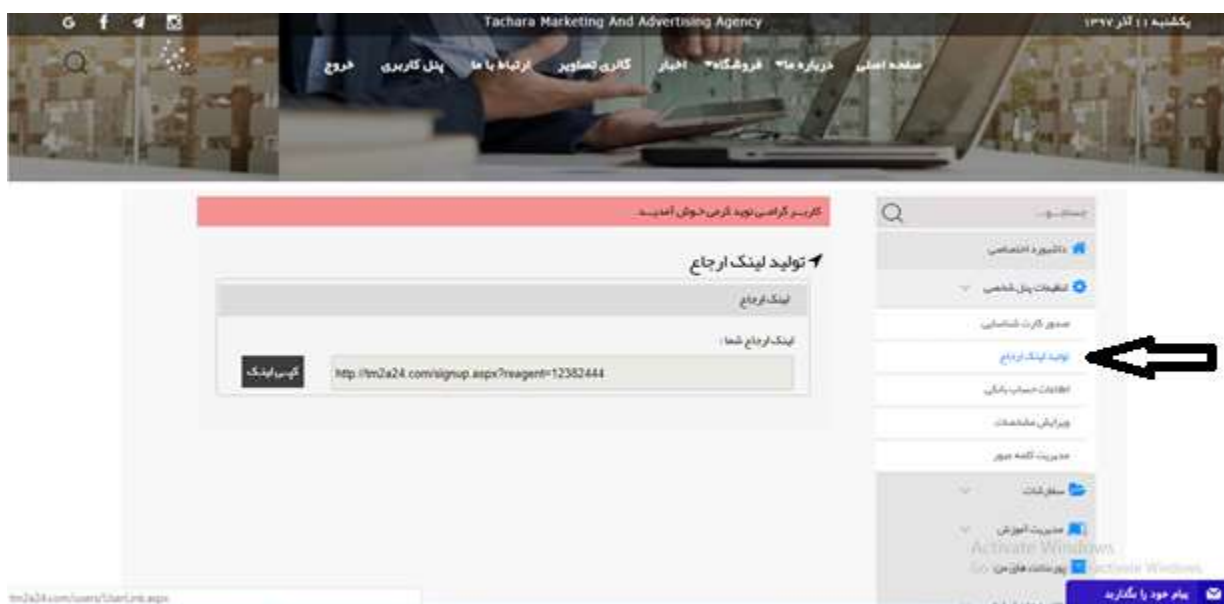 یکشنبه ۱۱ آذر ۱۳۹۷
Tachara Marketing And Advertising Agency
صفحه اصلی درباره ما فروشگاه اخبار گالری تصاویر ارتباط با ما پنل کاربری خروج
کاربر گرامی نوید کرمی خوش آمدید
جستجو...
داشبورد اختصاصی
تنظیمات پنل شخصی
صدور کارت شناسایی
تولید لینک ارجاع
اطلاعات حساب بانکی
ویرایش مشخصات
مدیریت کلمه عبور
سفارشات
مدیریت آموزش
پورسانت های من
تولید لینک ارجاع
لینک ارجاع
لینک ارجاع شما :
http://tm2a24.com/signup.aspx?reagent=12382444
کپی لینک
Activate Windows
پیام خود را بگذارید
tm2a24.com/users/UserLink.aspx